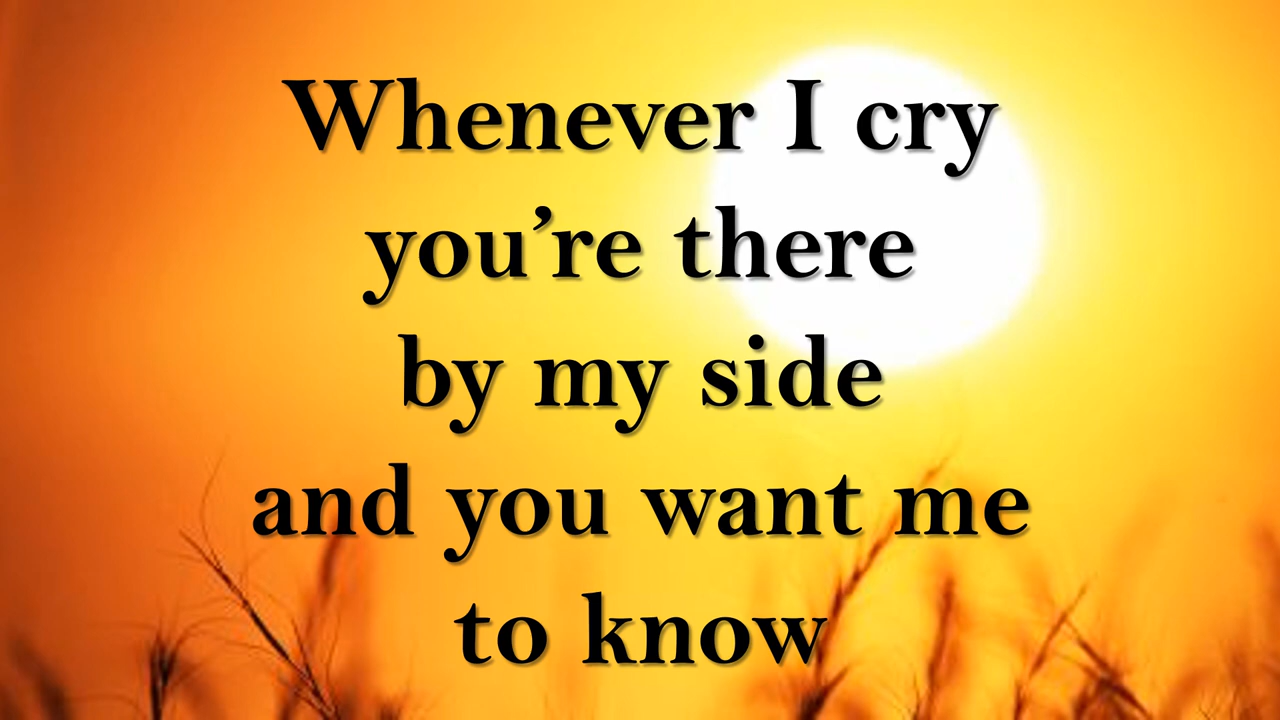 Whenever I cry
you’re there
by my side
and you want me
to know